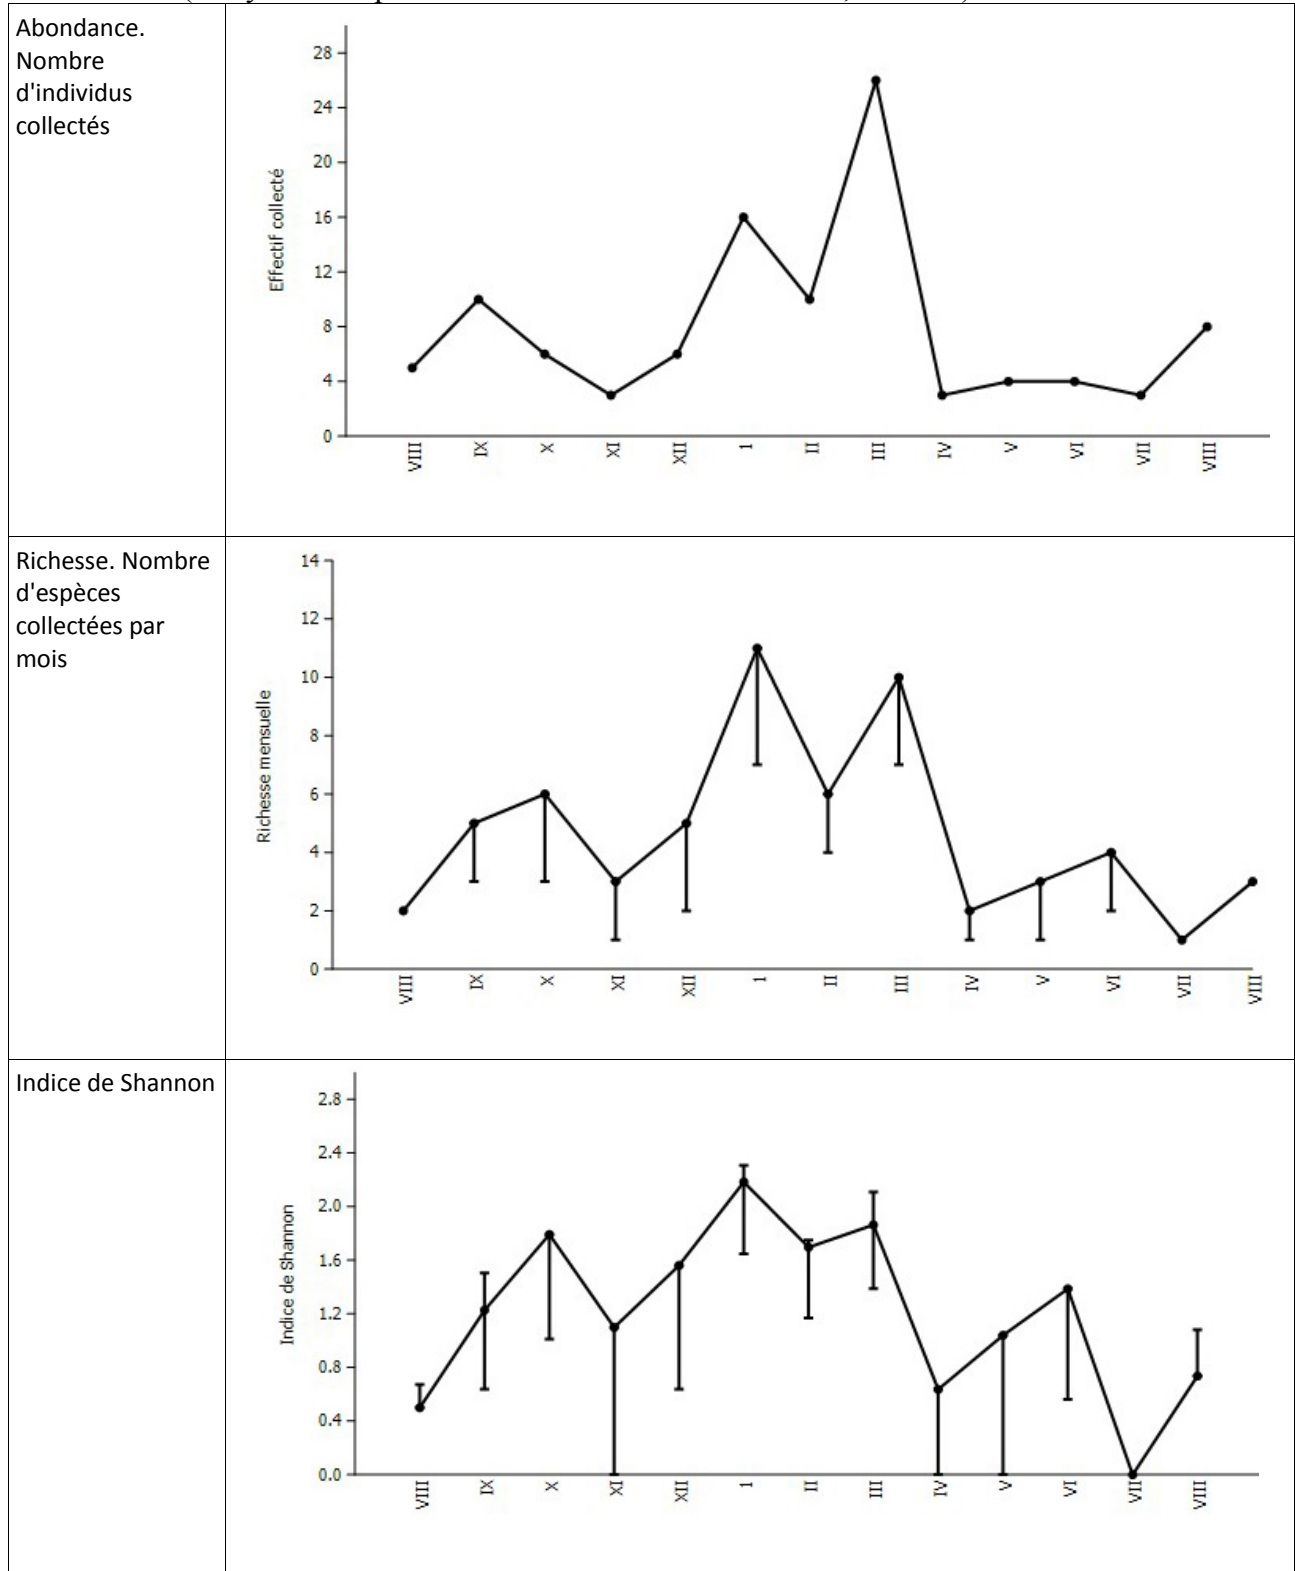 Abondance.
Nombre
d'individus
collectés
Effectif collecté
28
24
20
16
12
8
4
0
VIII IX X XI XII 1 II III IV V VI VII VIII
Richesse. Nombre
d'espèces
collectées par
mois
Richesse mensuelle
14
12
10
8
6
4
2
0
VIII IX X XI XII 1 II III IV V VI VII VIII
Indice de Shannon
Indice de Shannon
2.8
2.4
2.0
1.6
1.2
0.8
0.4
0.0
VIII IX X XI XII 1 II III IV V VI VII VIII